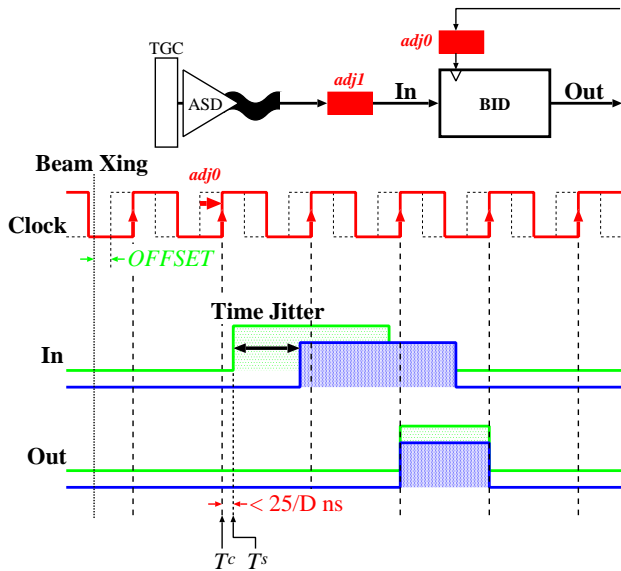 TGC
adj0
ASD
adj1
In
BID
Out
Beam Xing
adj0
Clock
OFFSET
Time Jitter
In
Out
< 25/D ns
Tc Ts